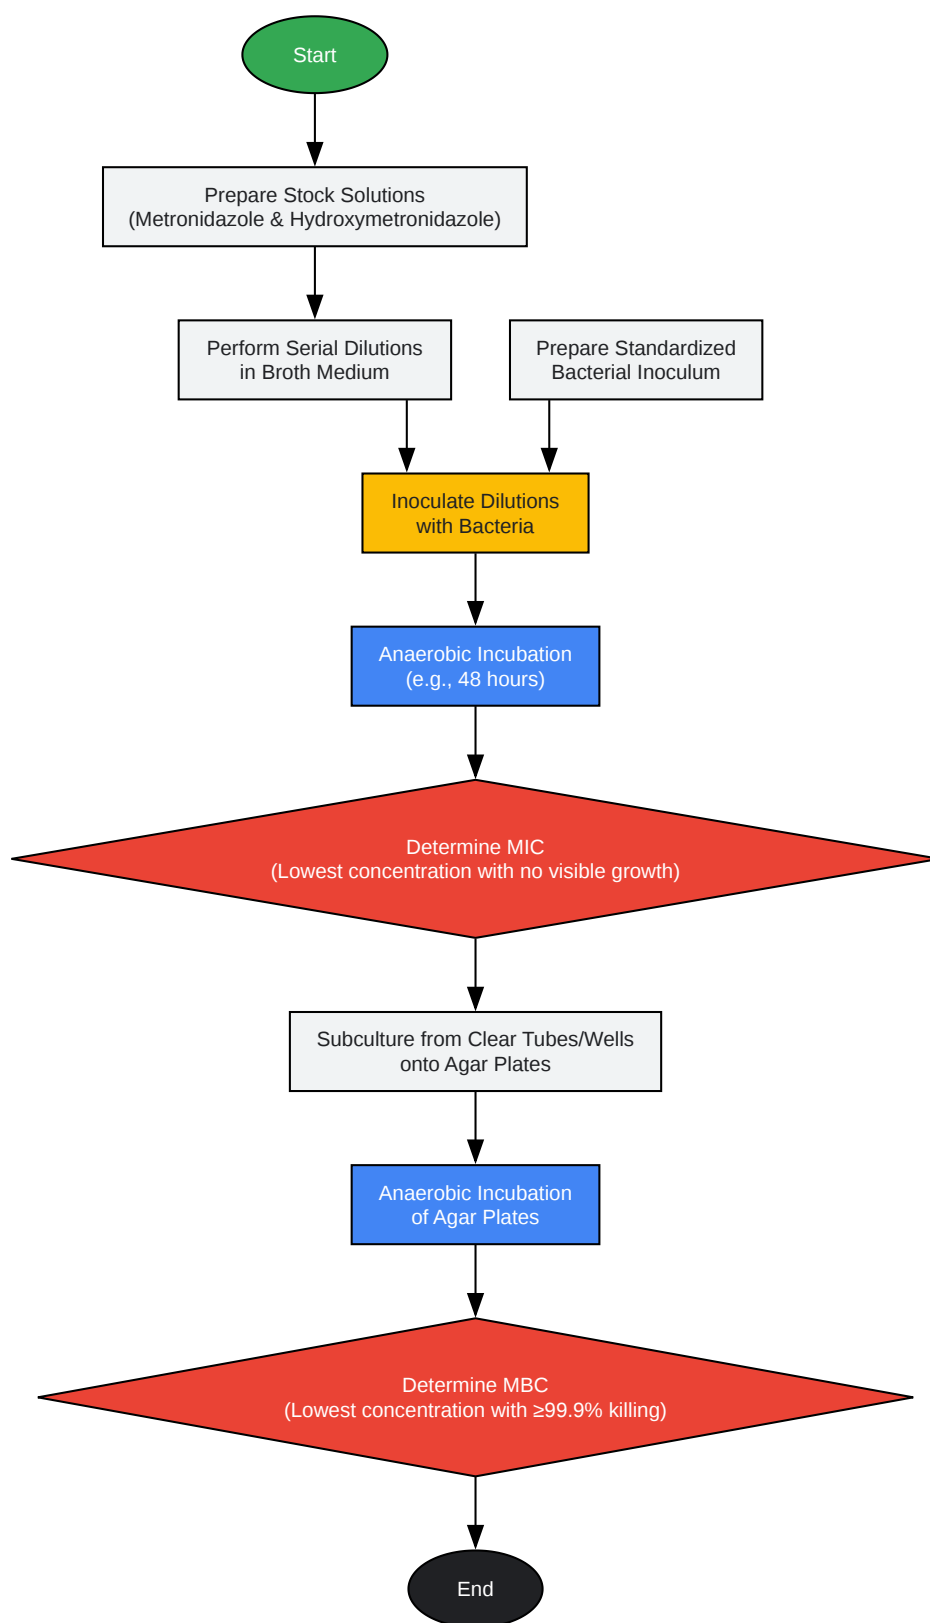 Start
Prepare Stock Solutions
(Metronidazole & Hydroxymetronidazole)
Perform Serial Dilutions
in Broth Medium
Prepare Standardized
Bacterial Inoculum
Inoculate Dilutions
with Bacteria
Anaerobic Incubation
(e.g., 48 hours)
Determine MIC
(Lowest concentration with no visible growth)
Subculture from Clear Tubes/Wells
onto Agar Plates
Anaerobic Incubation
of Agar Plates
Determine MBC
(Lowest concentration with ≥99.9% killing)
End